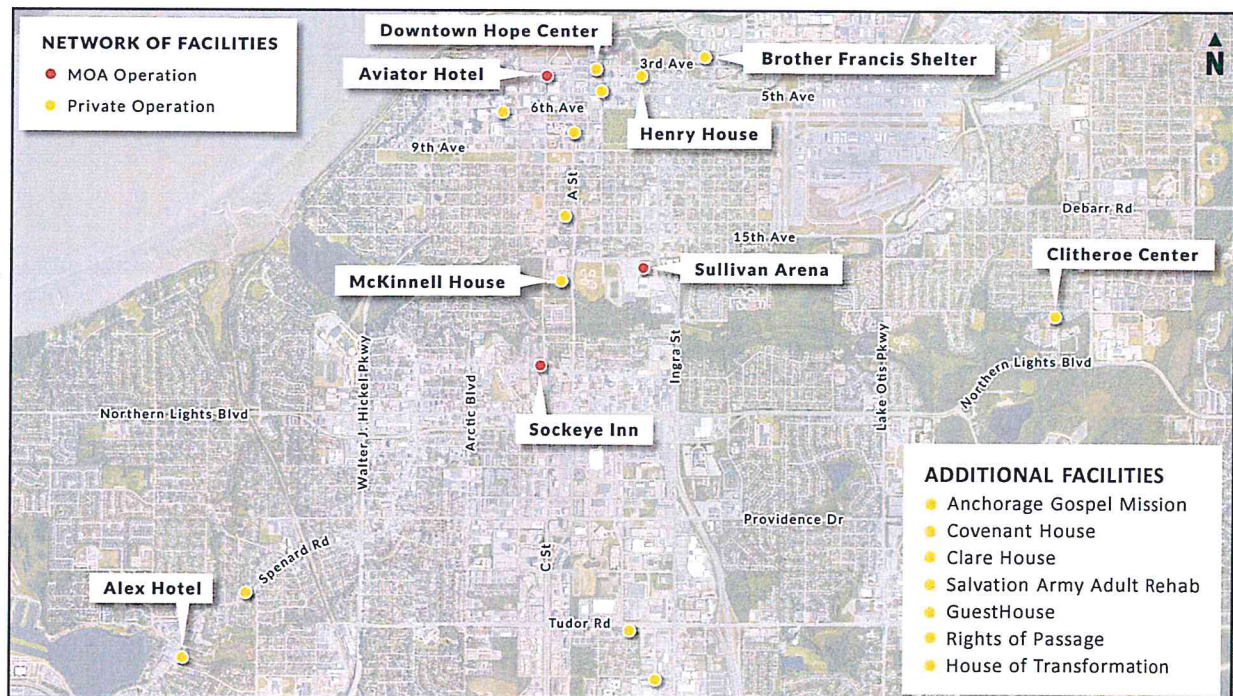 NETWORK OF FACILITIES
MOA Operation
Private Operation
Downtown Hope Center
Aviator Hotel
3rd Ave
Brother Francis Shelter
N
6th Ave
5th Ave
Henry House
9th Ave
A St
Debarr Rd
15th Ave
Clitheroe Center
McKinnell House
Sullivan Arena
Walter J. Hickel Pkwy
Arctic Blvd
Ingra St
Lake Otis Pkwy
Northern Lights Blvd
Northern Lights Blvd
Sockeye Inn
ADDITIONAL FACILITIES
Anchorage Gospel Mission
Covenant House
Clare House
Salvation Army Adult Rehab
GuestHouse
Rights of Passage
House of Transformation
Providence Dr
Spenard Rd
C St
Alex Hotel
Tudor Rd